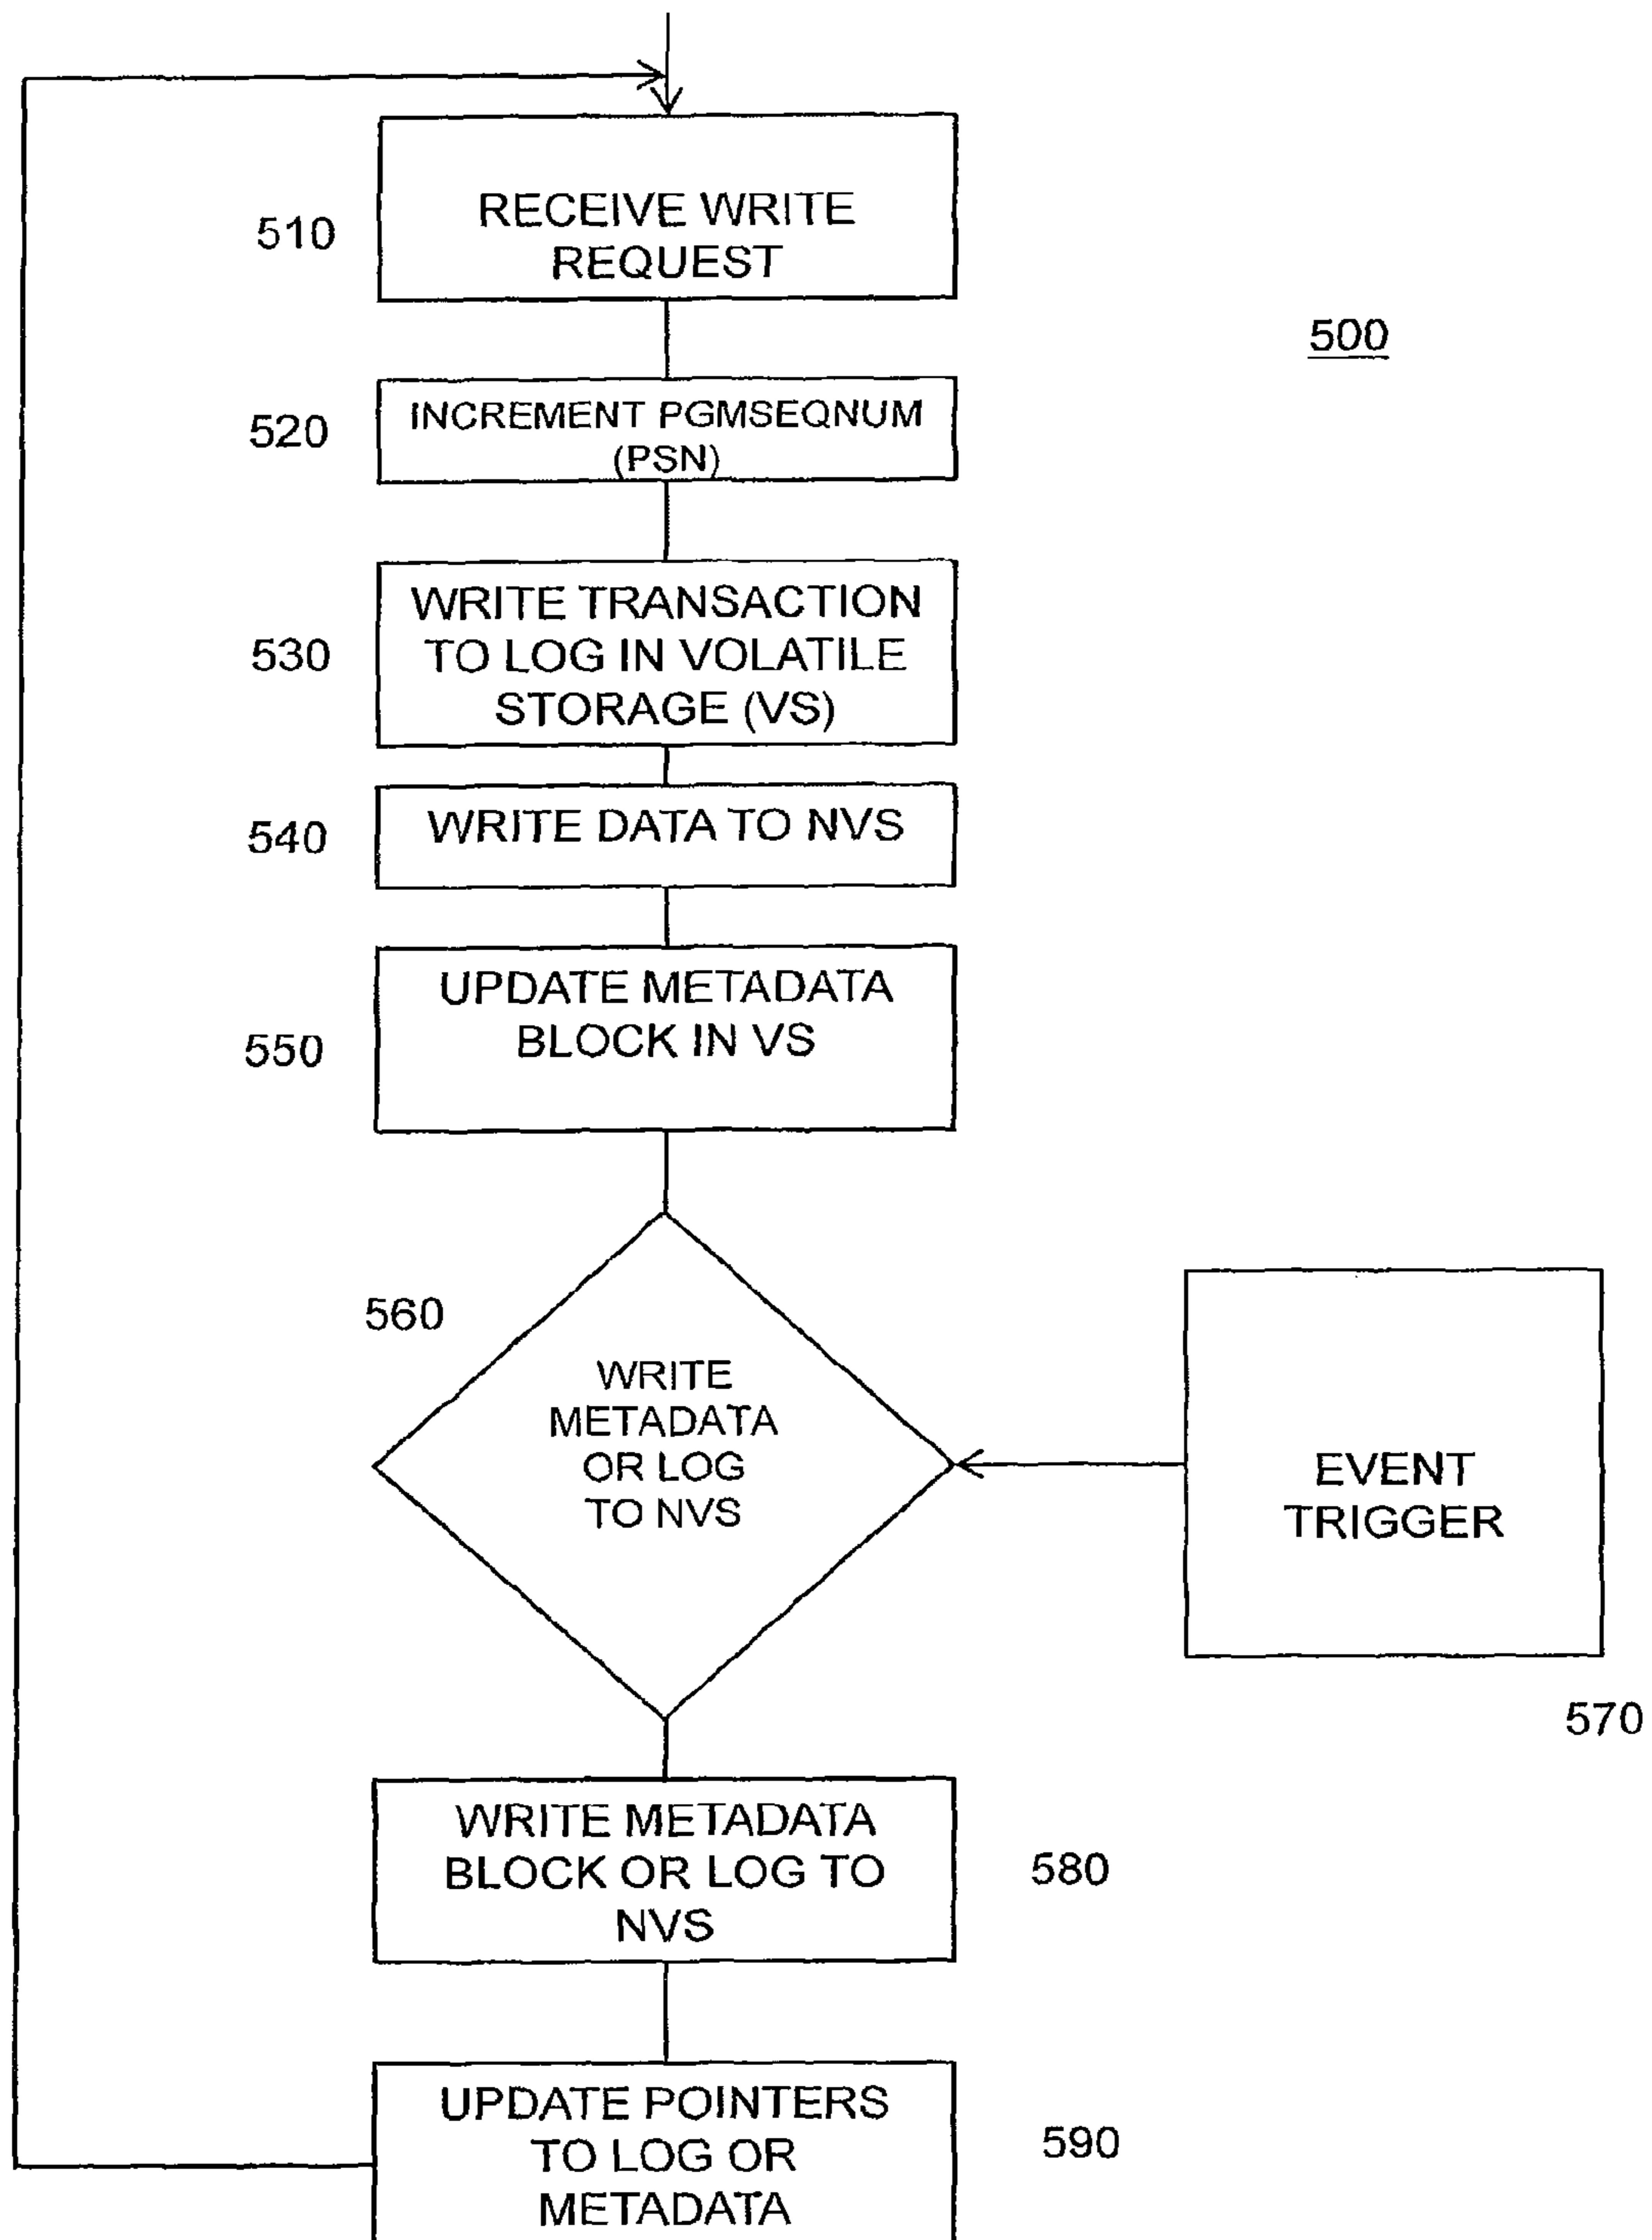 510
RECEIVE WRITE
REQUEST
500
520
INCREMENT PGMSEQNUM
(PSN)
530
WRITE TRANSACTION
TO LOG IN VOLATILE
STORAGE (VS)
540
WRITE DATA TO NVS
550
UPDATE METADATA
BLOCK IN VS
560
WRITE
METADATA
OR LOG
TO NVS
EVENT
TRIGGER
570
WRITE METADATA
BLOCK OR LOG TO
NVS
580
UPDATE POINTERS
TO LOG OR
METADATA
590